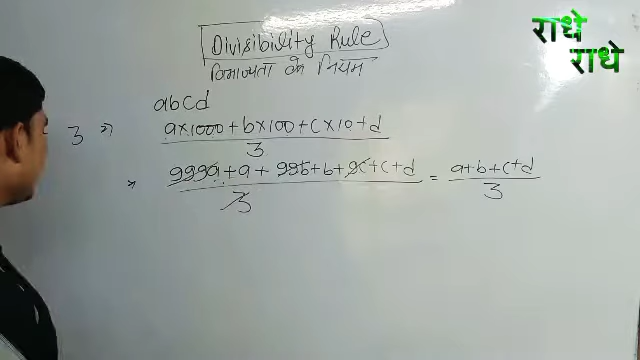 राधे
राधे
Divisibility Rule
विभाज्यता के नियम
abcd
3 ⇒ a×1000+b×100+c×10+d / 3
999a+a+99b+b+9c+c+d / 3 = a+b+c+d / 3